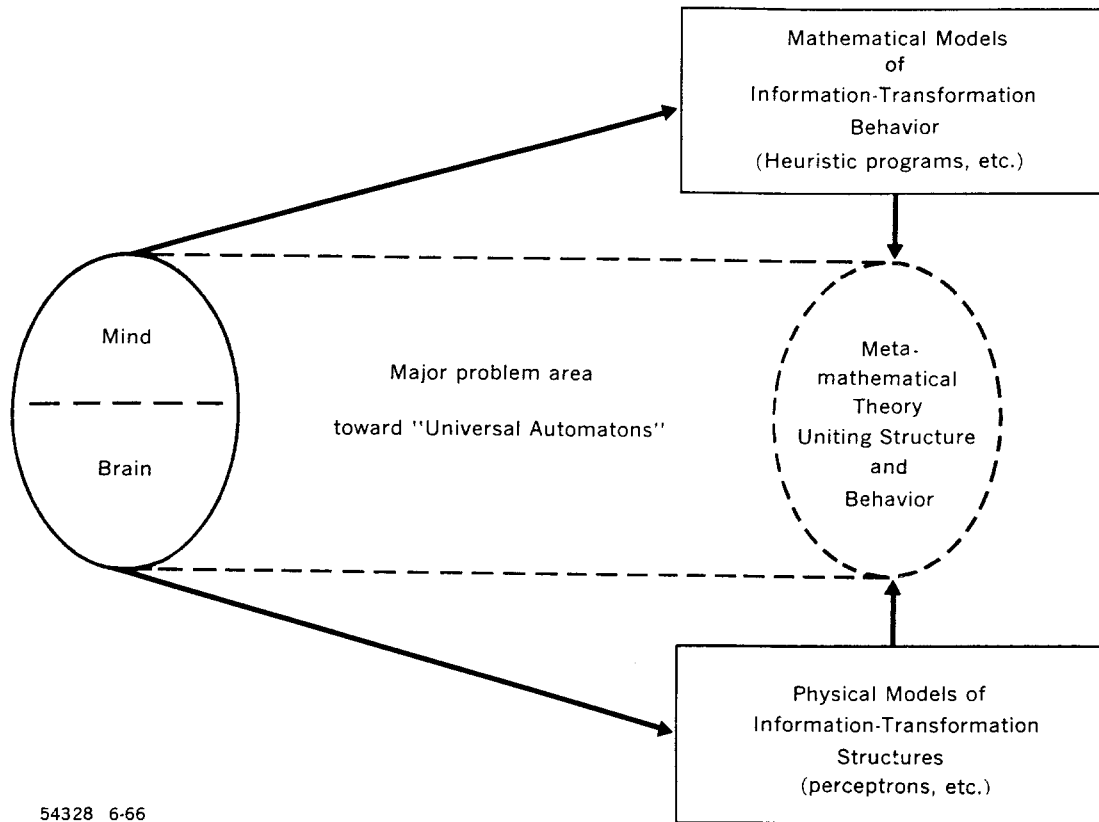 Mathematical Models
of
Information-Transformation
Behavior
(Heuristic programs, etc.)
Mind
Brain
Major problem area
toward "Universal Automatons"
Meta-
mathematical
Theory
Uniting Structure
and
Behavior
Physical Models of
Information-Transformation
Structures
(perceptrons, etc.)
54328 6-66